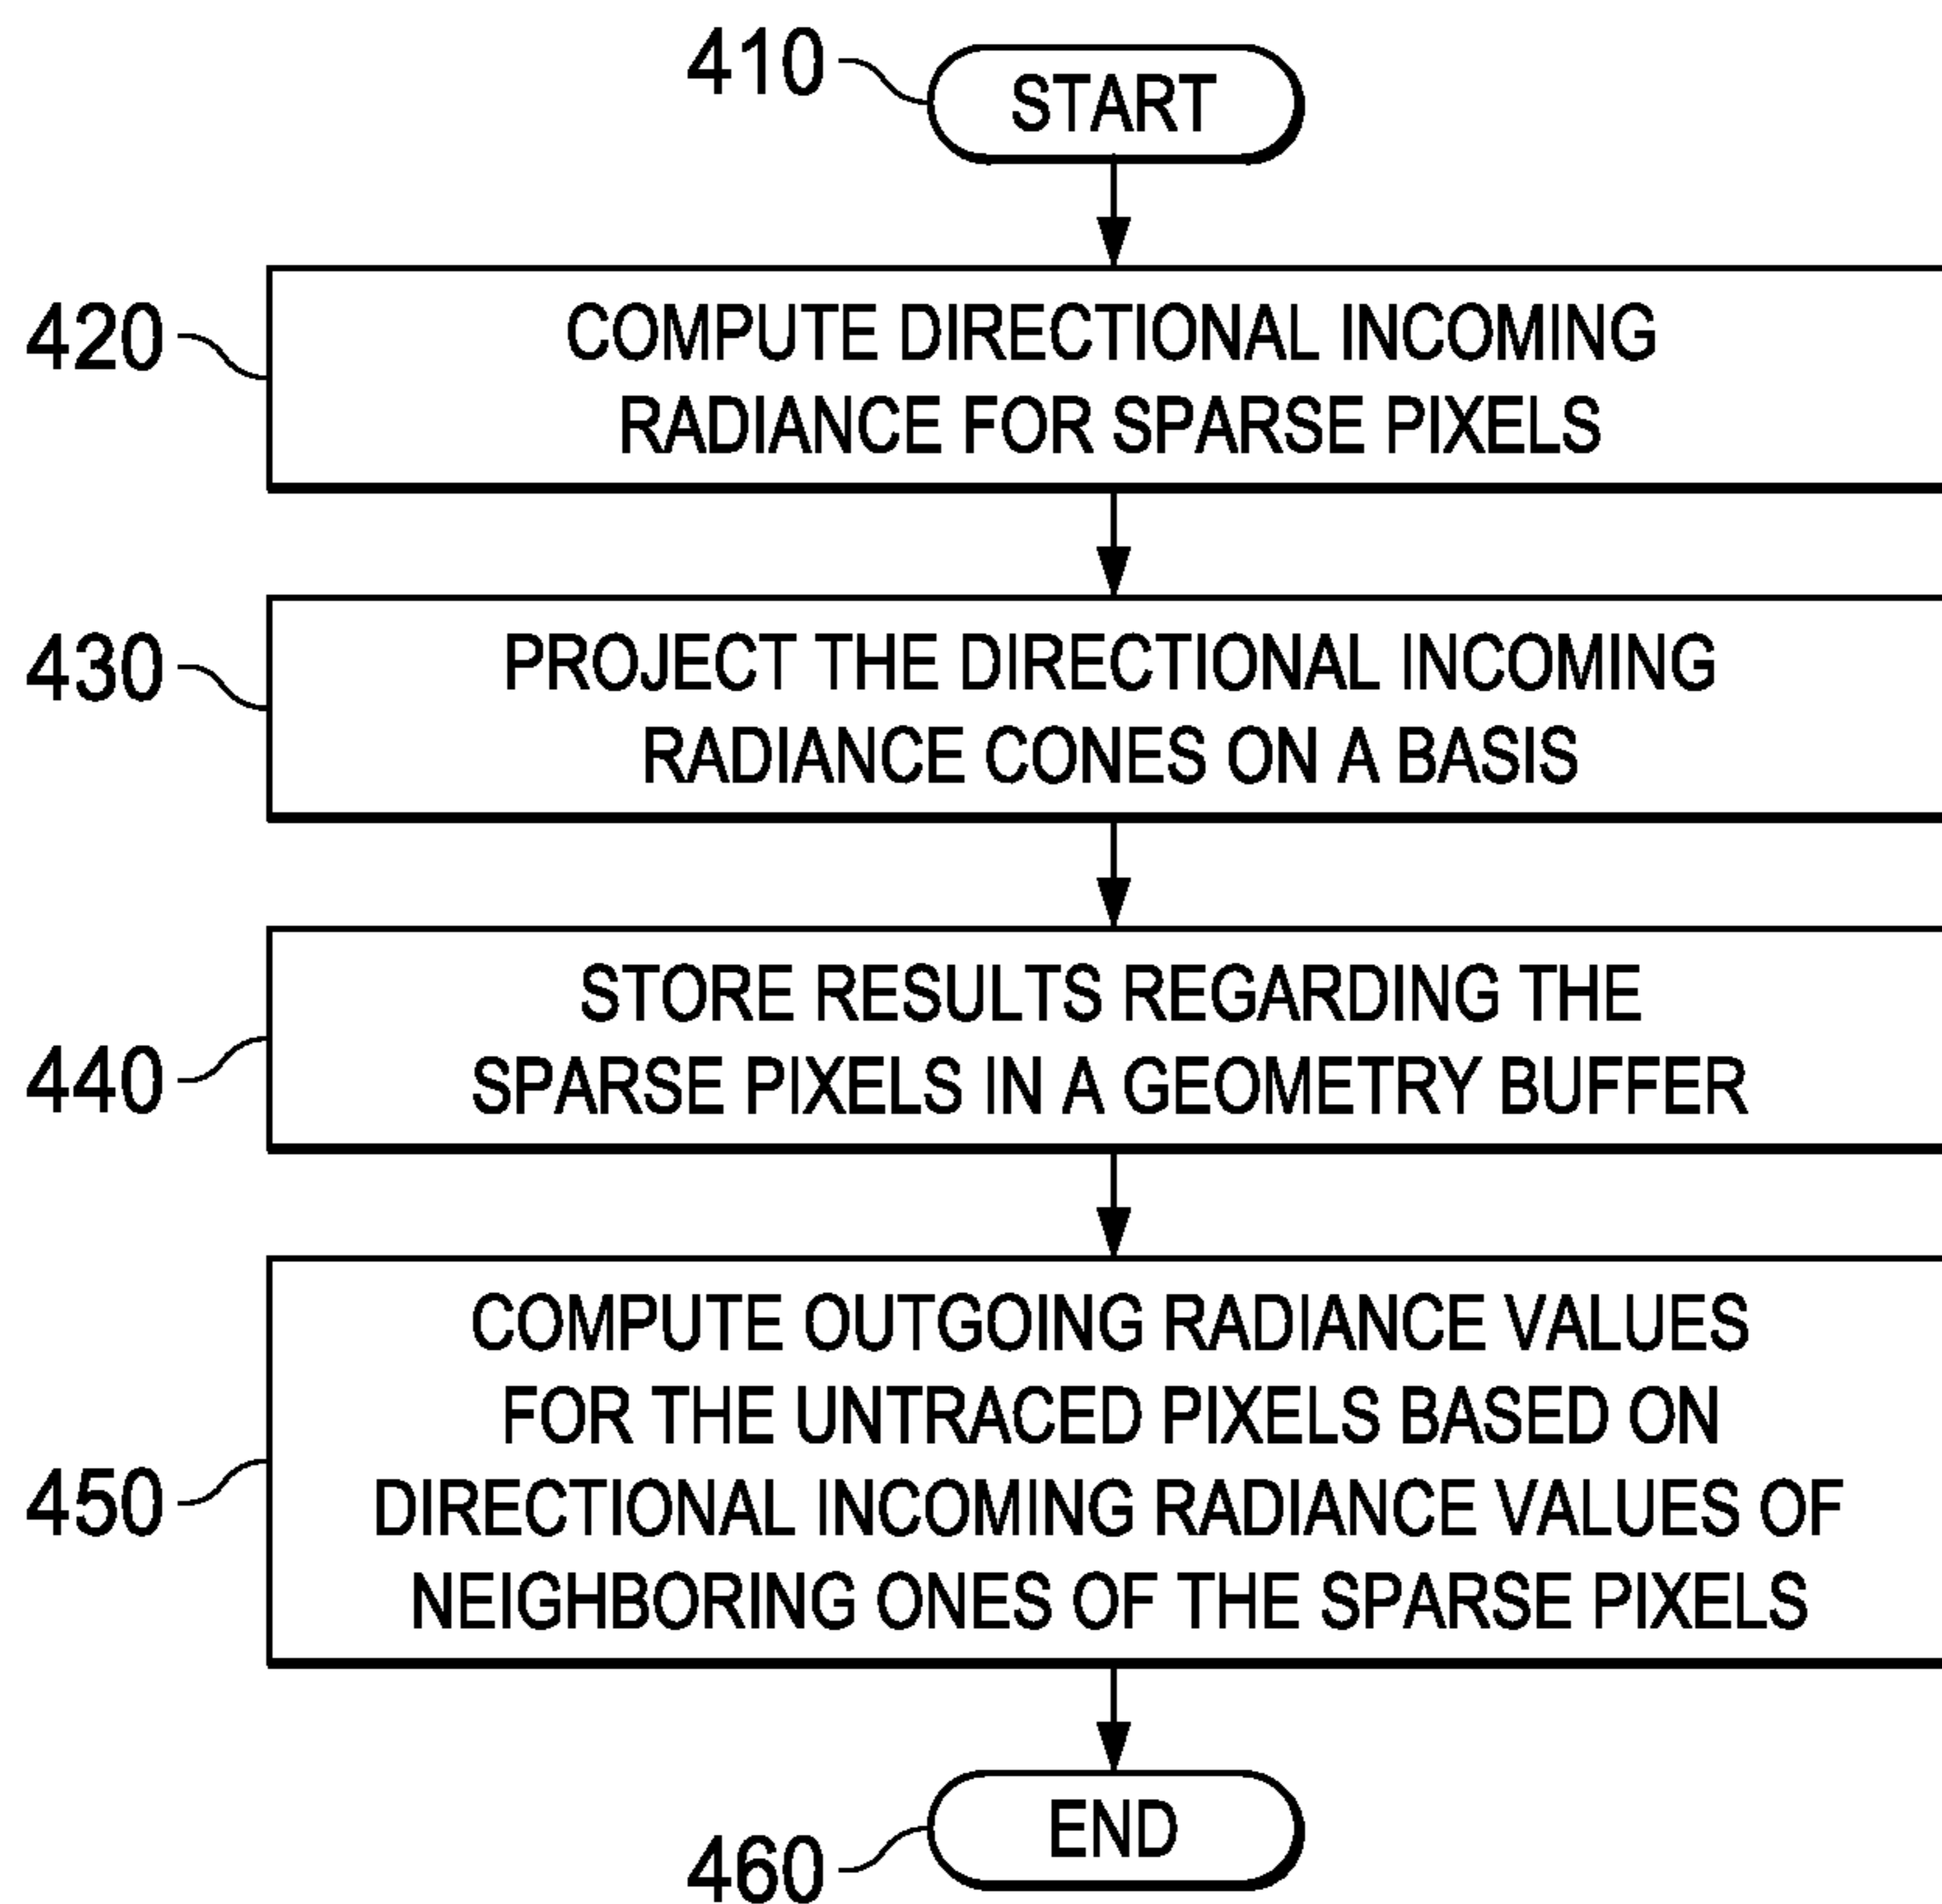 410
START
420
COMPUTE DIRECTIONAL INCOMING
RADIANCE FOR SPARSE PIXELS
430
PROJECT THE DIRECTIONAL INCOMING
RADIANCE CONES ON A BASIS
440
STORE RESULTS REGARDING THE
SPARSE PIXELS IN A GEOMETRY BUFFER
450
COMPUTE OUTGOING RADIANCE VALUES
FOR THE UNTRACED PIXELS BASED ON
DIRECTIONAL INCOMING RADIANCE VALUES OF
NEIGHBORING ONES OF THE SPARSE PIXELS
460
END